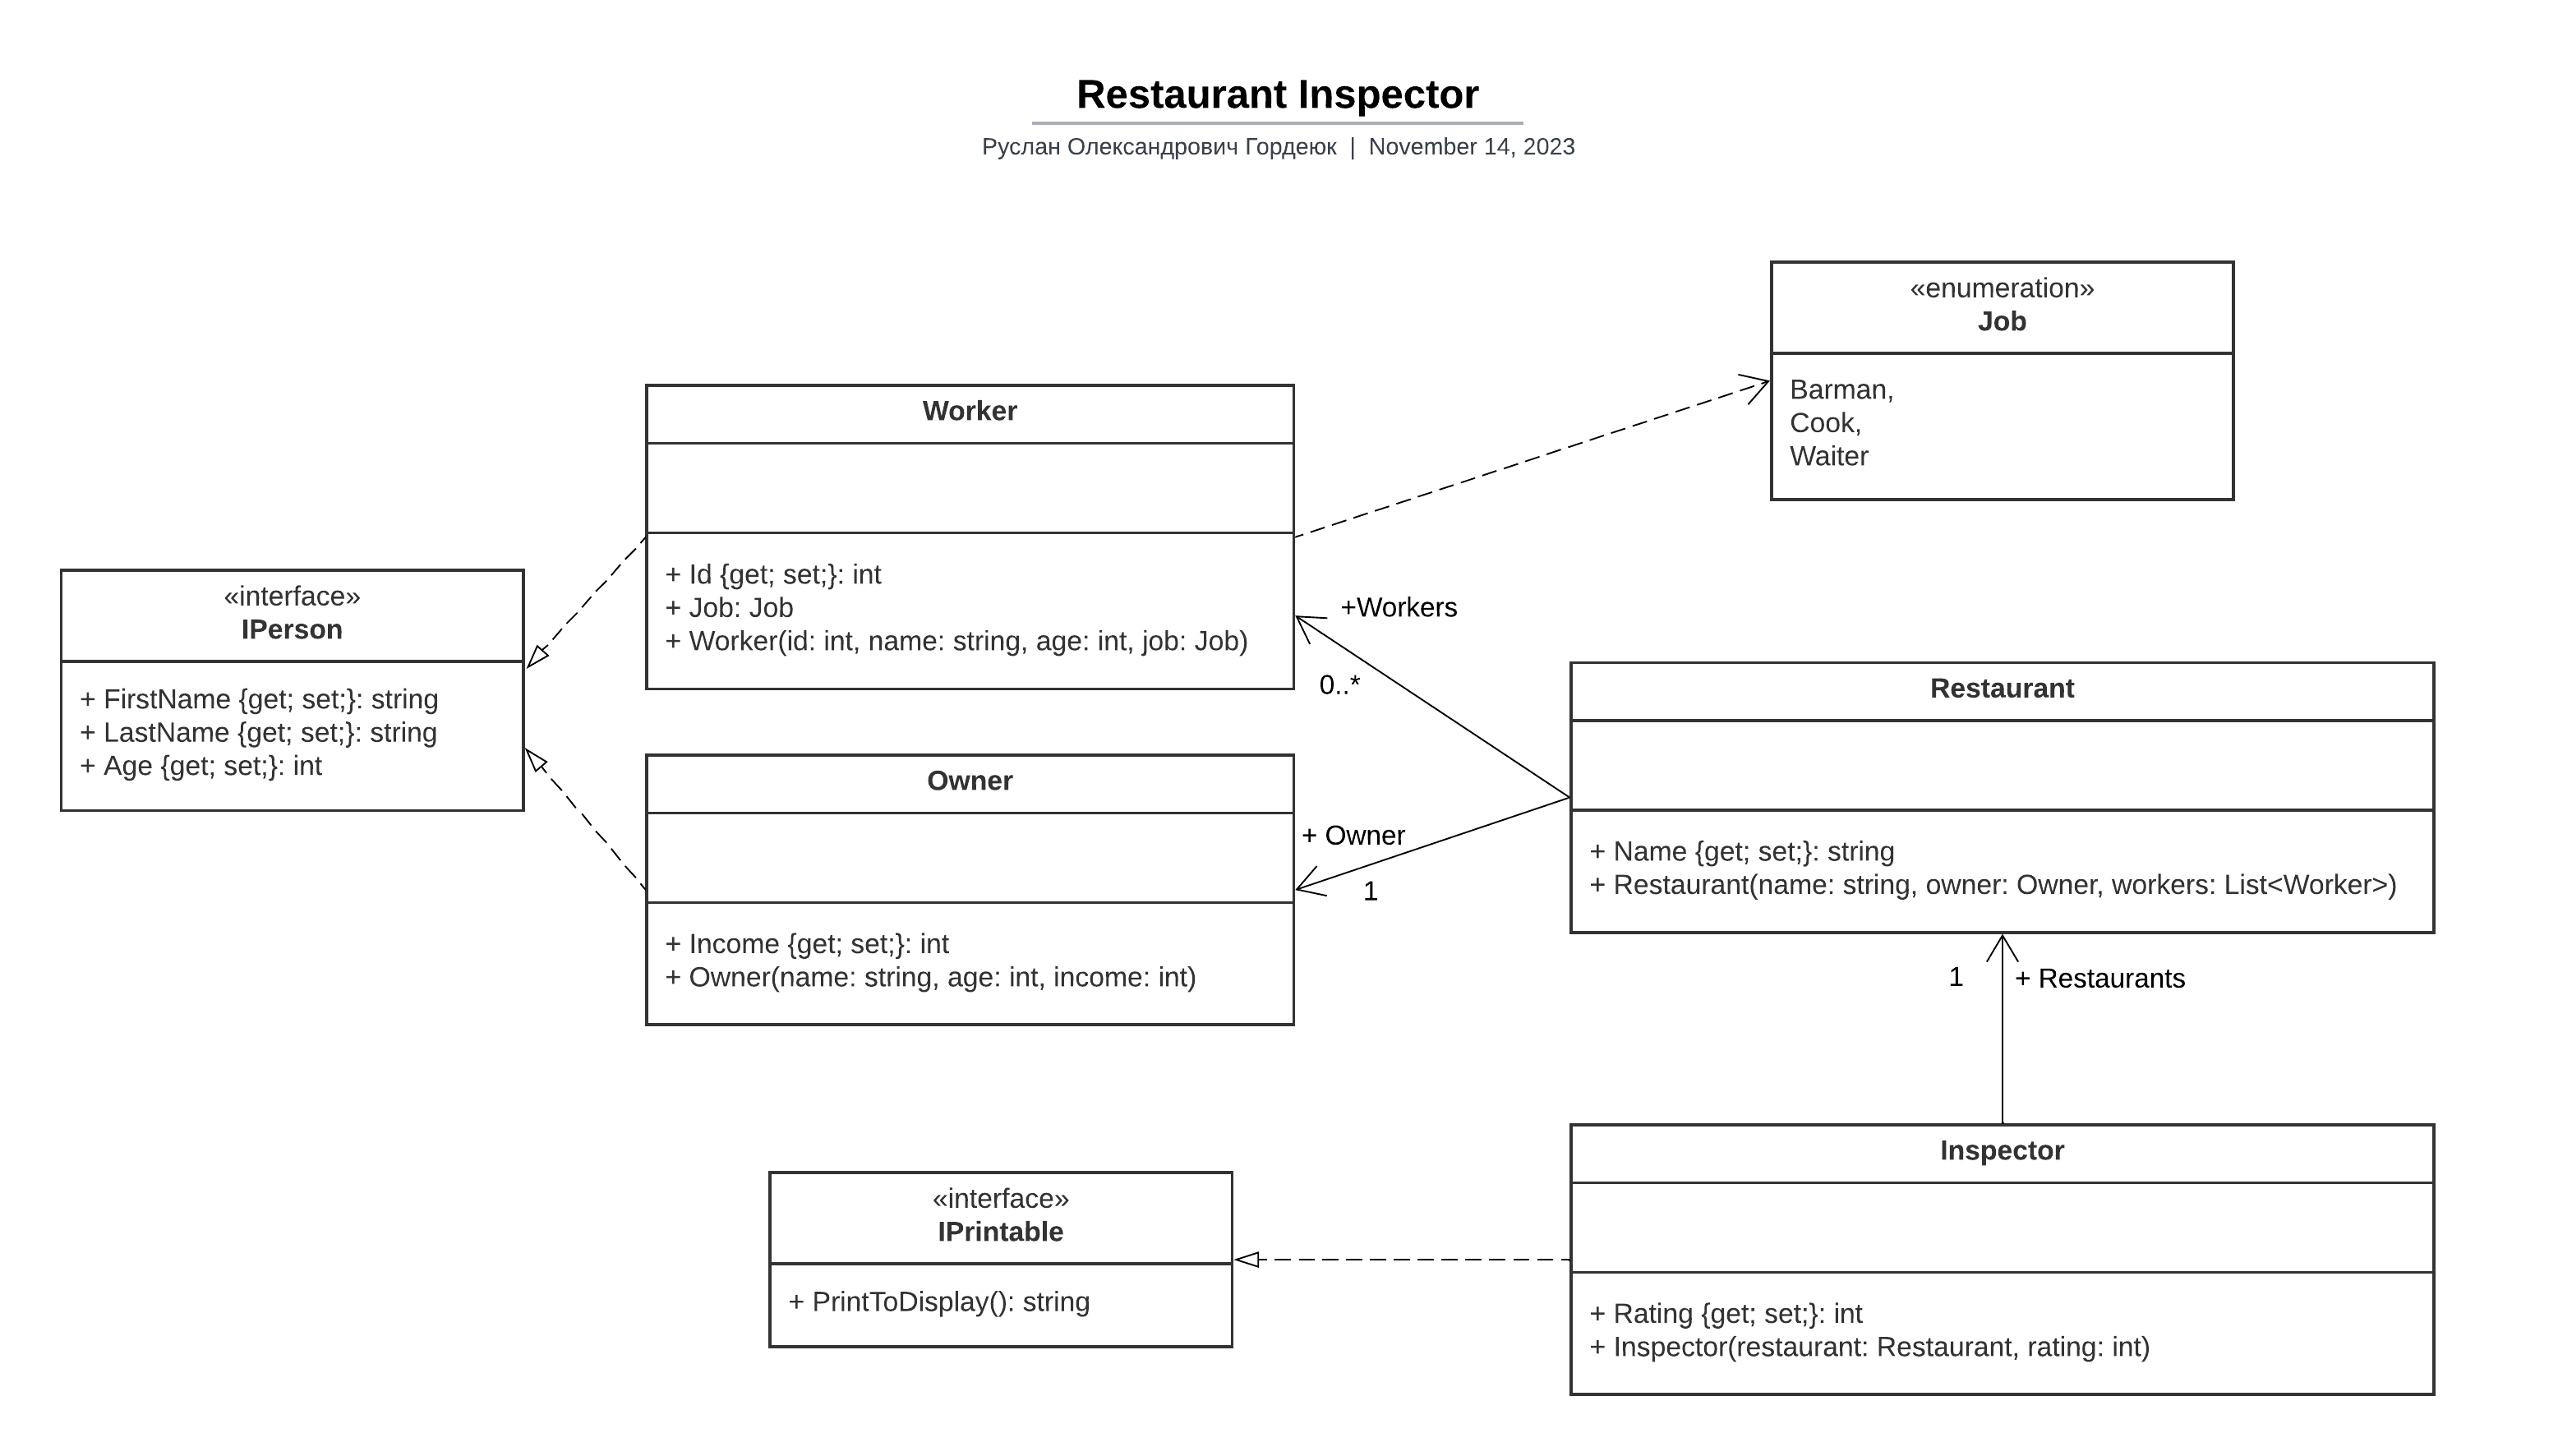 Restaurant Inspector
Руслан Олександрович Гордеюк | November 14, 2023
«enumeration»
Job
Barman,
Cook,
Waiter
Worker
+ Id {get; set;}: int
+ Job: Job
+ Worker(id: int, name: string, age: int, job: Job)
«interface»
IPerson
+ FirstName {get; set;}: string
+ LastName {get; set;}: string
+ Age {get; set;}: int
+Workers
0..*
Restaurant
+ Name {get; set;}: string
+ Restaurant(name: string, owner: Owner, workers: List<Worker>)
Owner
+ Income {get; set;}: int
+ Owner(name: string, age: int, income: int)
+ Owner
1
1
+ Restaurants
Inspector
+ Rating {get; set;}: int
+ Inspector(restaurant: Restaurant, rating: int)
«interface»
IPrintable
+ PrintToDisplay(): string